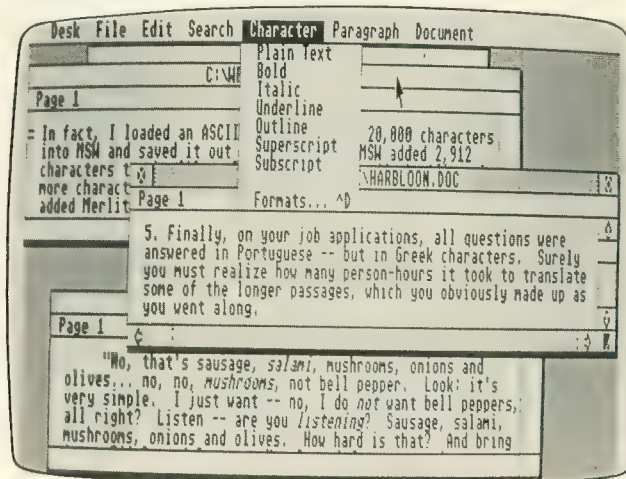 Desk File Edit Search Character Paragraph Document
Plain Text
Bold
Italic
Underline
Outline
Superscript
Subscript
Formats... ^D
C:\W
Page 1
= In fact, I loaded an ASCII 20,000 characters
into MSW and saved it out MSW added 2,912
characters t
more charact
added Merlit
\HARBLOON.DOC
Page 1
5. Finally, on your job applications, all questions were
answered in Portuguese -- but in Greek characters. Surely
you must realize how many person-hours it took to translate
some of the longer passages, which you obviously made up as
you went along.
Page 1
"No, that's sausage, salami, mushrooms, onions and
olives... no, no, mushrooms, not bell pepper. Look: it's
very simple. I just want -- no, I do not want bell peppers,
all right? Listen -- are you listening? Sausage, salami,
mushrooms, onions and olives. How hard is that? And bring